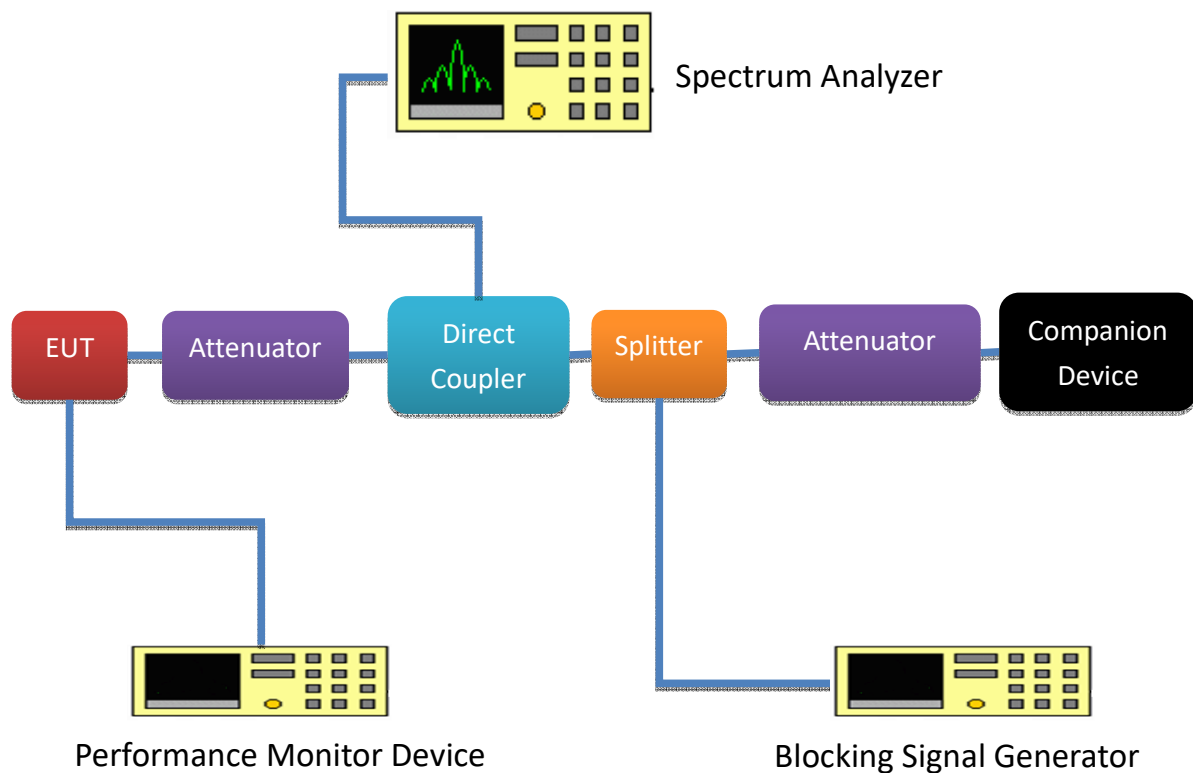 Spectrum Analyzer
EUT
Attenuator
Direct
Coupler
Splitter
Attenuator
Companion
Device
Performance Monitor Device
Blocking Signal Generator